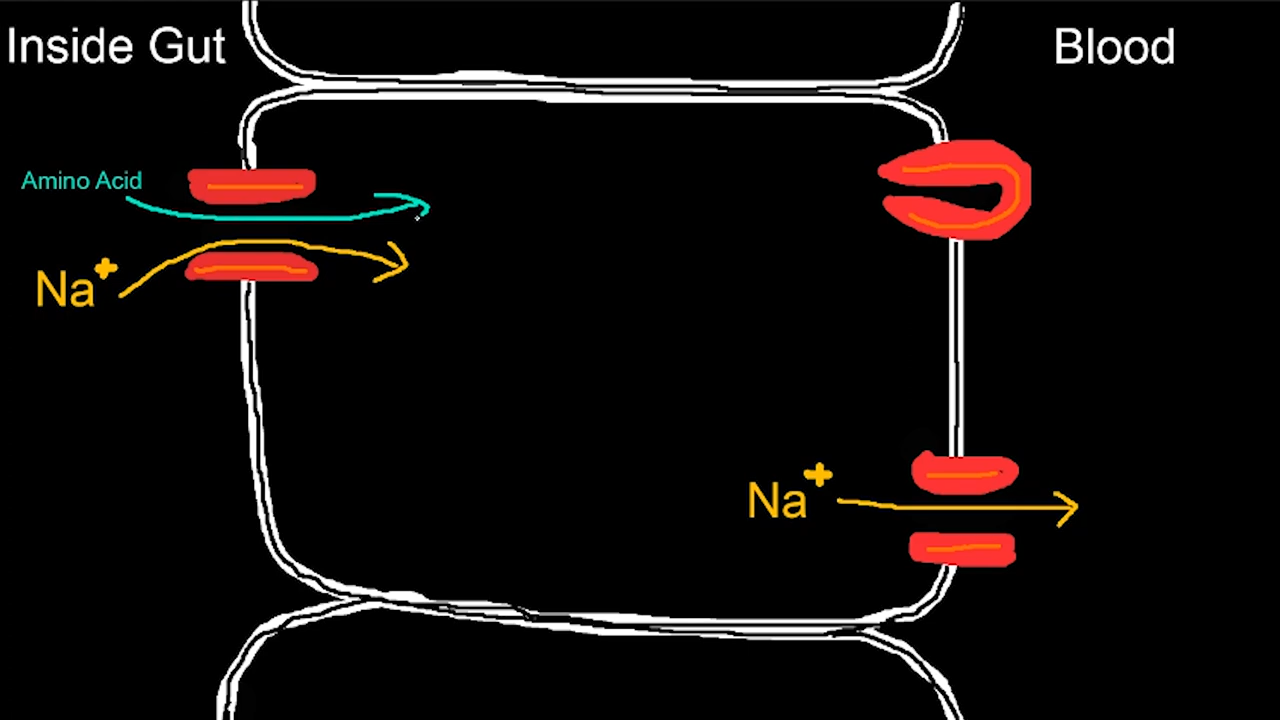 Inside Gut
Blood
Amino Acid
Na+
Na+